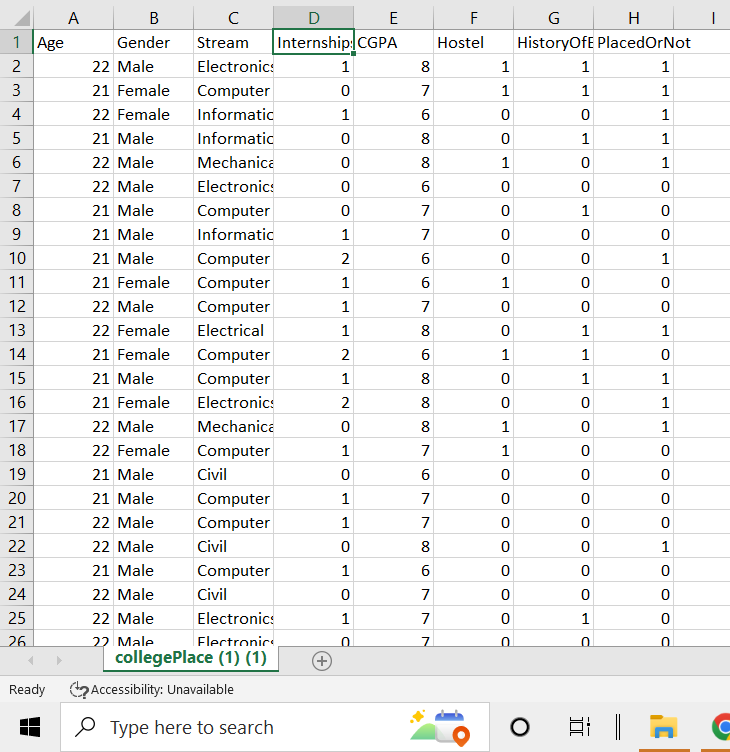 A B C D E F G H I
1 Age Gender Stream Internship: CGPA Hostel HistoryOfB PlacedOrNot
2 22 Male Electronics 1 8 1 1 1
3 21 Female Computer 0 7 1 1 1
4 22 Female Informatic 1 6 0 0 1
5 21 Male Informatic 0 8 0 1 1
6 22 Male Mechanica 0 8 1 0 1
7 22 Male Electronics 0 6 0 0 0
8 21 Male Computer 0 7 0 1 0
9 21 Male Informatic 1 7 0 0 0
10 21 Male Computer 2 6 0 0 1
11 21 Female Computer 1 6 1 0 0
12 22 Male Computer 1 7 0 0 0
13 22 Female Electrical 1 8 0 1 1
14 21 Female Computer 2 6 1 1 0
15 21 Male Computer 1 8 0 1 1
16 21 Female Electronics 2 8 0 0 1
17 22 Male Mechanica 0 8 1 0 1
18 22 Female Computer 1 7 1 0 0
19 21 Male Civil 0 6 0 0 0
20 21 Male Computer 1 7 0 0 0
21 22 Male Computer 1 7 0 0 0
22 22 Male Civil 0 8 0 0 1
23 21 Male Computer 1 6 0 0 0
24 22 Male Civil 0 7 0 0 0
25 22 Male Electronics 1 7 0 1 0
26 22 Male Electronics 0 7 0 0 0
collegePlace (1) (1)
Ready Accessibility: Unavailable
Type here to search